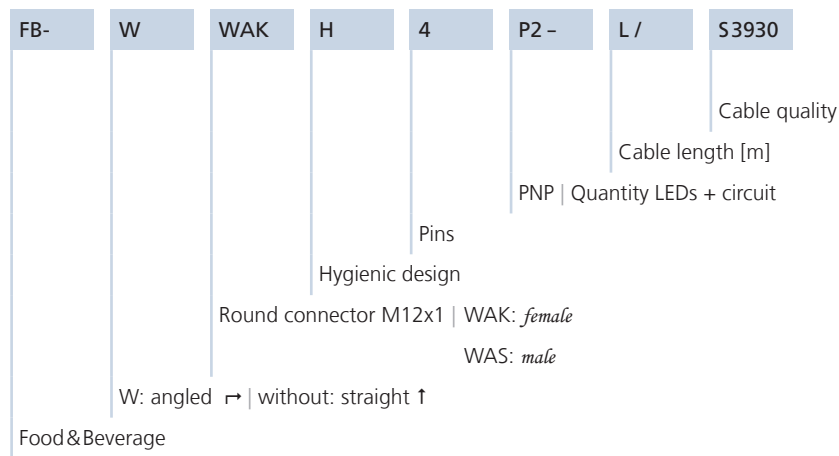 FB- W WAK H 4 P2 – L / S3930
Cable quality
Cable length [m]
PNP | Quantity LEDs + circuit
Pins
Hygienic design
Round connector M12x1 | WAK: female
WAS: male
W: angled ↱ | without: straight ↑
Food&Beverage